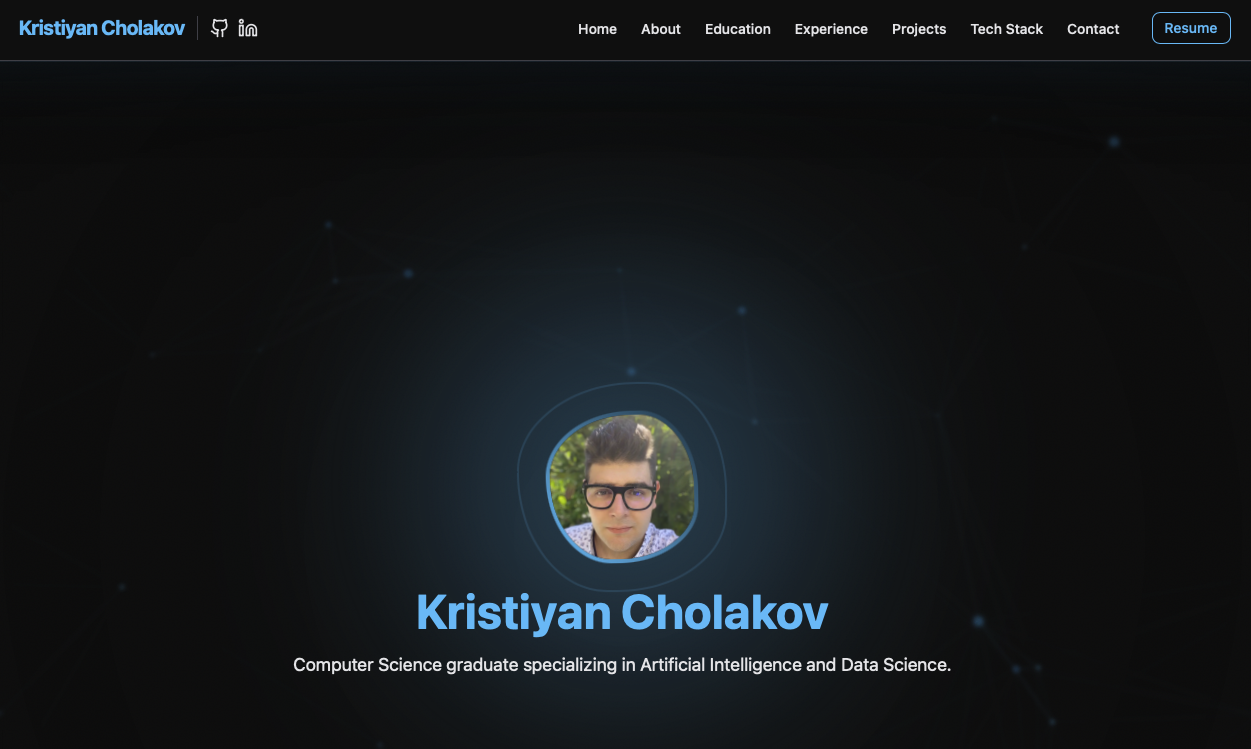 Kristiyan Cholakov
Home About Education Experience Projects Tech Stack Contact Resume
Kristiyan Cholakov
Computer Science graduate specializing in Artificial Intelligence and Data Science.